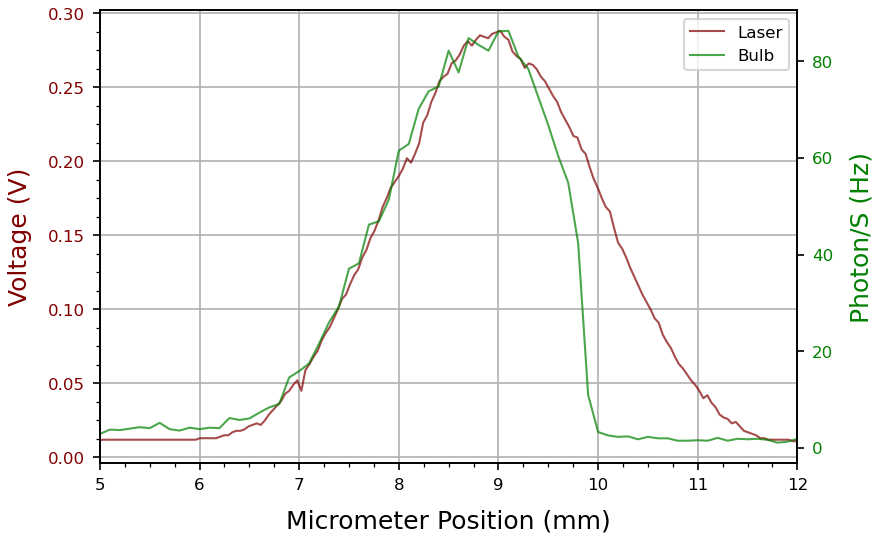 0.30
0.25
0.20
0.15
0.10
0.05
0.00
Voltage (V)
Laser
Bulb
80
60
40
20
0
Photon/S (Hz)
5 6 7 8 9 10 11 12
Micrometer Position (mm)